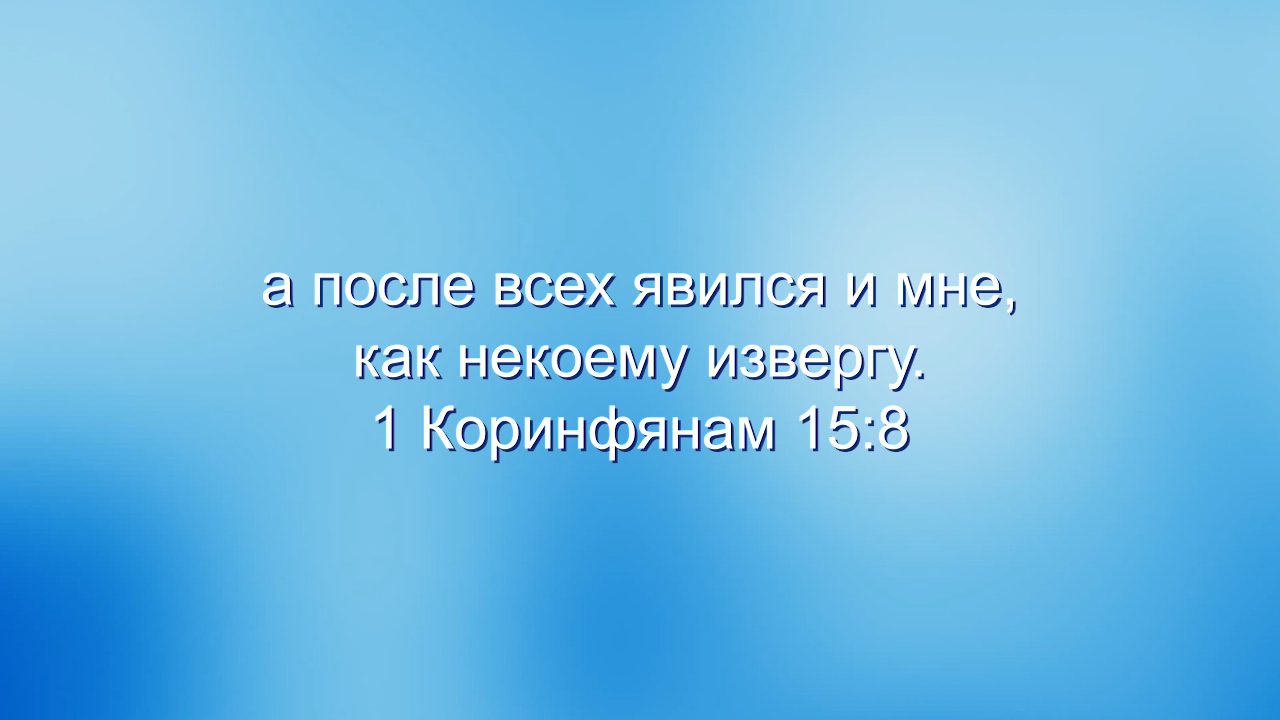 а после всех явился и мне,
как некоему извергу.
1 Коринфянам 15:8